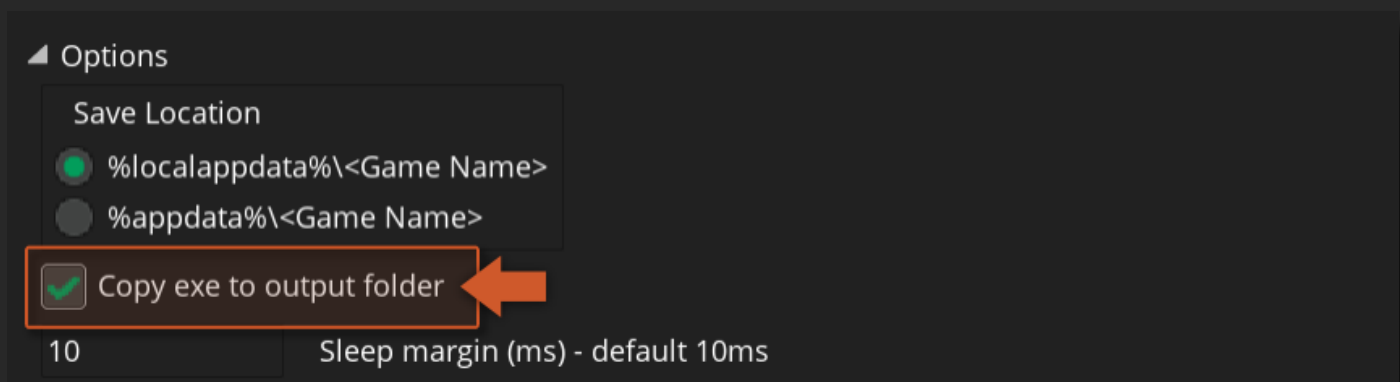 Options
Save Location
%localappdata%\<Game Name>
%appdata%\<Game Name>
Copy exe to output folder
10 Sleep margin (ms) - default 10ms